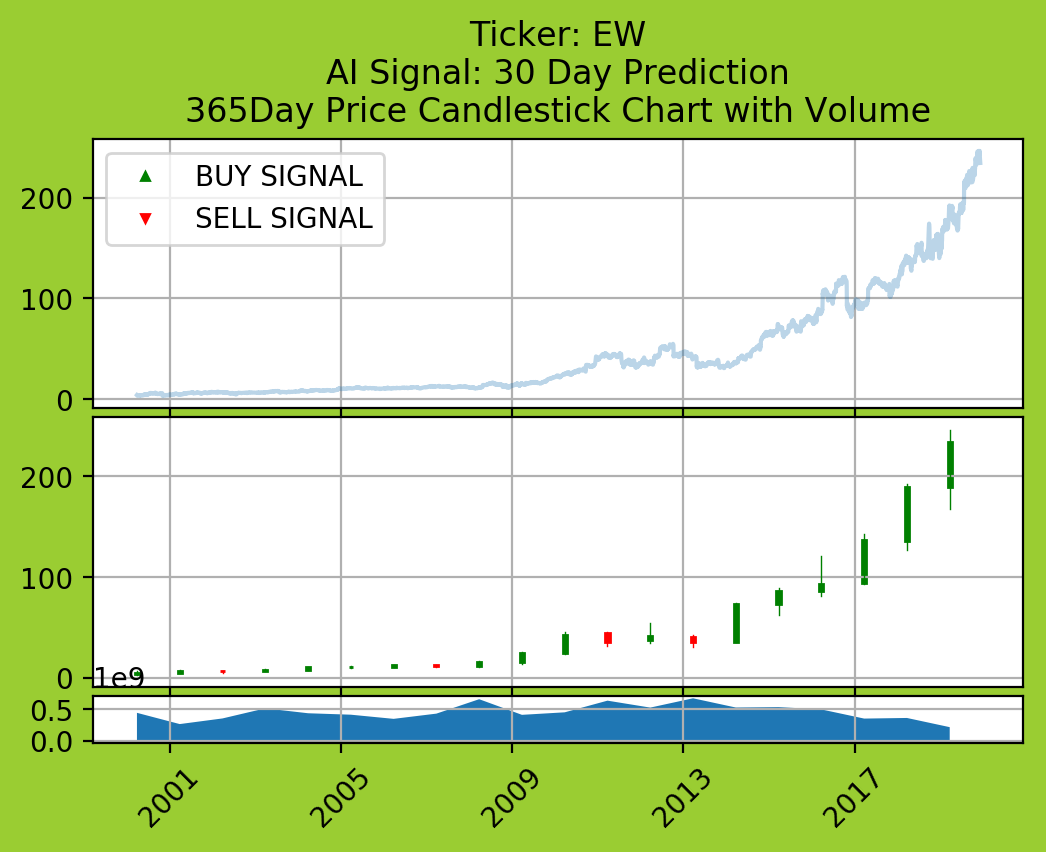 Ticker: EW
AI Signal: 30 Day Prediction
365Day Price Candlestick Chart with Volume
BUY SIGNAL
SELL SIGNAL
200
100
0
200
100
0
1e9
0.5
0.0
2001
2005
2009
2013
2017